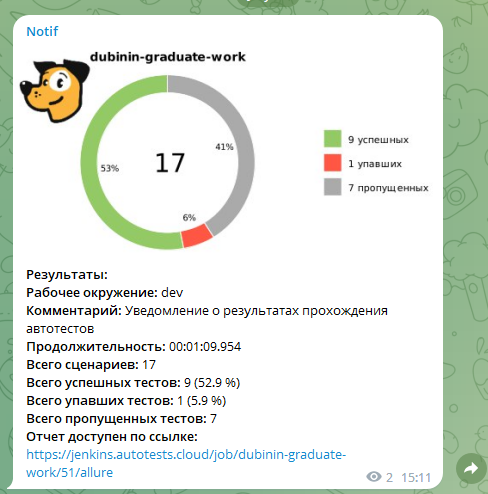 Notif
dubinin-graduate-work
53%
17
41%
6%
9 успешных
1 упавших
7 пропущенных
Результаты:
Рабочее окружение: dev
Комментарий: Уведомление о результатах прохождения
автотестов
Продолжительность: 00:01:09.954
Всего сценариев: 17
Всего успешных тестов: 9 (52.9 %)
Всего упавших тестов: 1 (5.9 %)
Всего пропущенных тестов: 7
Отчет доступен по ссылке:
https://jenkins.autotests.cloud/job/dubinin-graduate-
work/51/allure
2 15:11